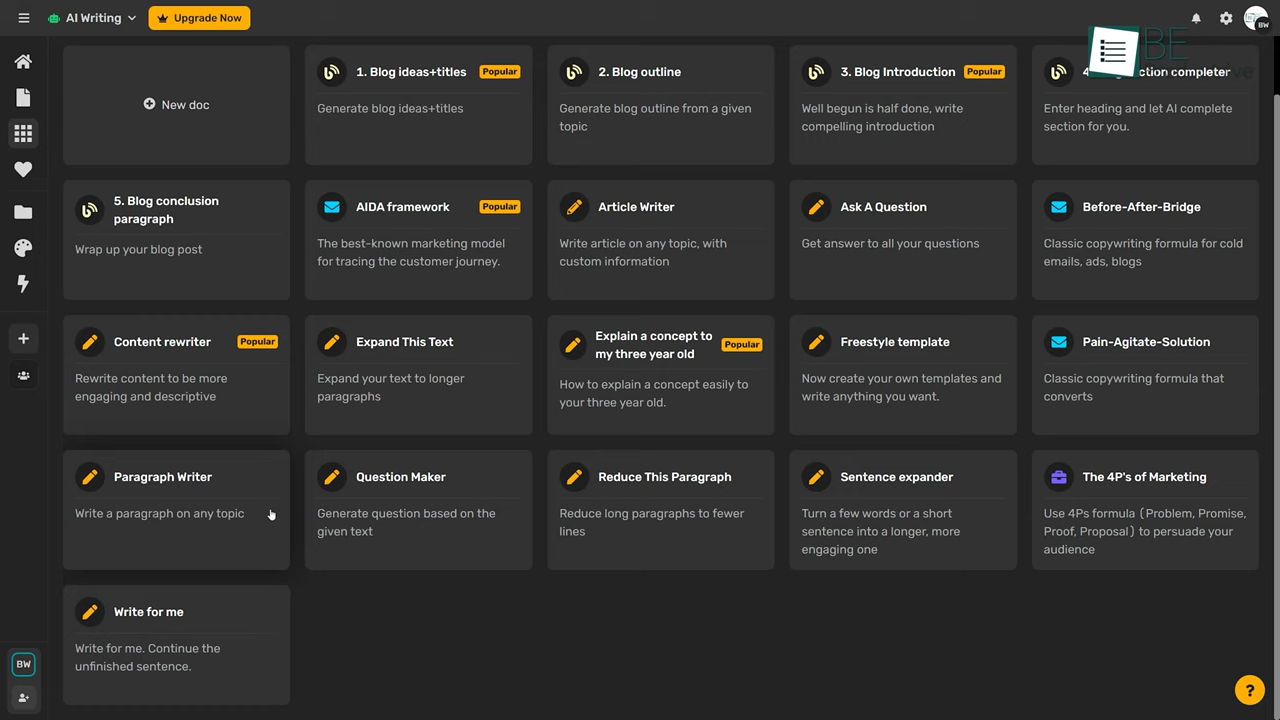 AI Writing
Upgrade Now
BW
BE
New doc
1. Blog ideas+titles
Popular
Generate blog ideas+titles
2. Blog outline
Generate blog outline from a given
topic
3. Blog Introduction
Popular
Well begun is half done, write
compelling introduction
completer
Enter heading and let AI complete
section for you.
5. Blog conclusion
paragraph
Wrap up your blog post
AIDA framework
Popular
The best-known marketing model
for tracing the customer journey.
Article Writer
Write article on any topic, with
custom information
Ask A Question
Get answer to all your questions
Before-After-Bridge
Classic copywriting formula for cold
emails, ads, blogs
Content rewriter
Popular
Rewrite content to be more
engaging and descriptive
Expand This Text
Expand your text to longer
paragraphs
Explain a concept to
my three year old
Popular
How to explain a concept easily to
your three year old.
Freestyle template
Now create your own templates and
write anything you want.
Pain-Agitate-Solution
Classic copywriting formula that
converts
Paragraph Writer
Write a paragraph on any topic
Question Maker
Generate question based on the
given text
Reduce This Paragraph
Reduce long paragraphs to fewer
lines
Sentence expander
Turn a few words or a short
sentence into a longer, more
engaging one
The 4P's of Marketing
Use 4Ps formula (Problem, Promise,
Proof, Proposal) to persuade your
audience
Write for me
Write for me. Continue the
unfinished sentence.
BW
?